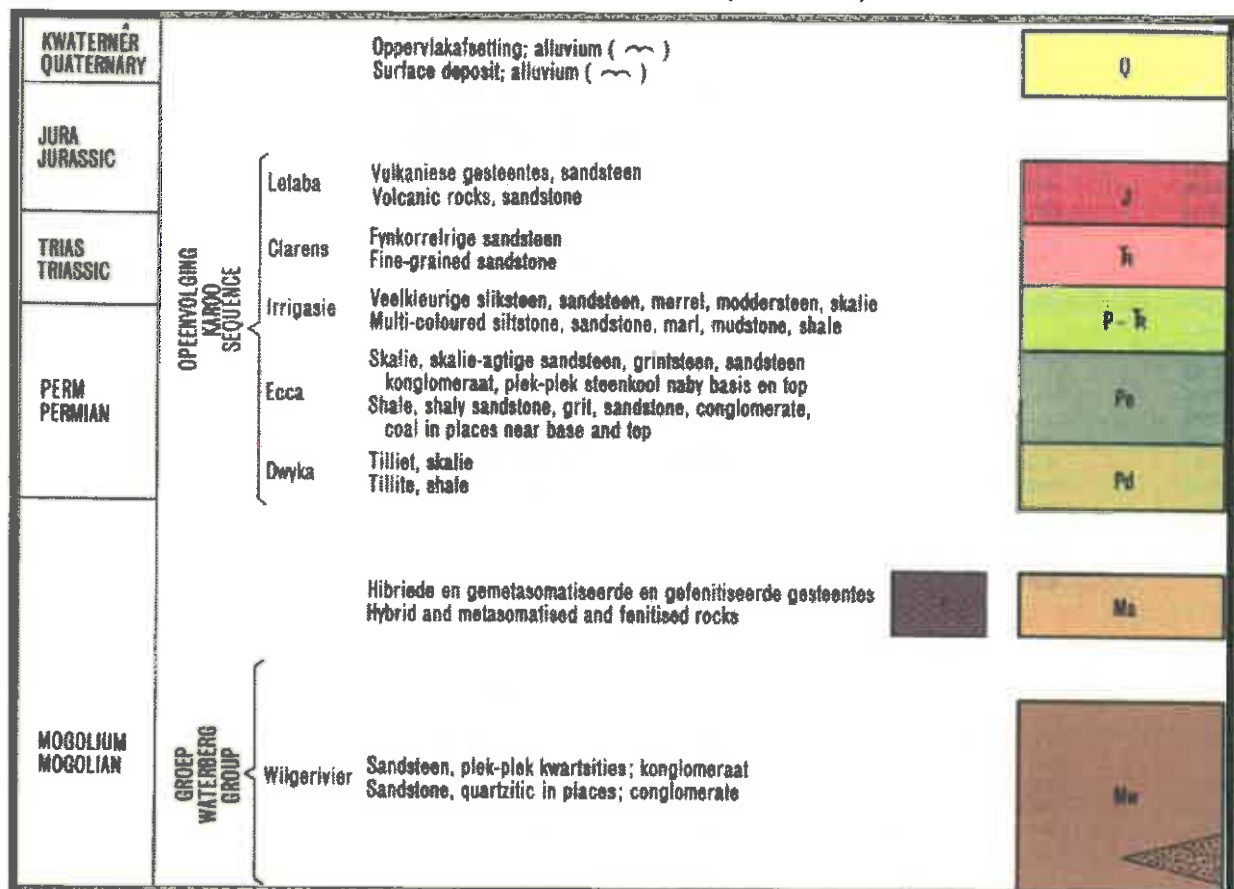 KWATERNÊR
QUATERNARY
Oppervlakafsetting; alluvium ( )
Surface deposit; alluvium ( )
Q
JURA
JURASSIC
Letaba
Vulkaniese gesteentes, sandsteen
Volcanic rocks, sandstone
J
TRIAS
TRIASSIC
OPEENVOLGING
KAROO
SEQUENCE
Clarens
Fynkorrelrige sandsteen
Fine-grained sandstone
Irrigasie
Veelkleurige sliksteen, sandsteen, merrel, moddersteen, skalie
Multi-coloured siltstone, sandstone, marl, mudstone, shale
PERM
PERMIAN
Ecca
Skalie, skalie-agtige sandsteen, grintsteen, sandsteen
konglomeraat, plek-plek steenkool naby basis en top
Shale, shaly sandstone, grit, sandstone, conglomerate,
coal in places near base and top
Pe
Dwyka
Tilliet, skalie
Tillite, shale
Pd
Hibriede en gemetasomatiseerde en gefenitiseerde gesteentes
Hybrid and metasomatised and fenitised rocks
MOGOLIUM
MOGOLIAN
GROEP
WATERBERG
GROUP
Wilgerivier
Sandsteen, plek-plek kwartsities; konglomeraat
Sandstone, quartzitic in places; conglomerate
Mw